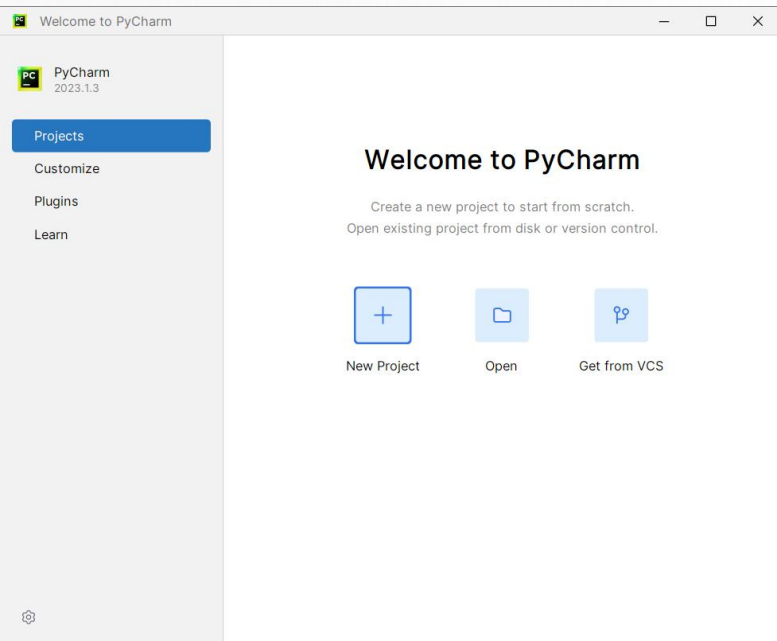 Welcome to PyCharm
PC
PyCharm
2023.1.3
Projects
Customize
Plugins
Learn
Welcome to PyCharm
Create a new project to start from scratch.
Open existing project from disk or version control.
New Project
Open
Get from VCS